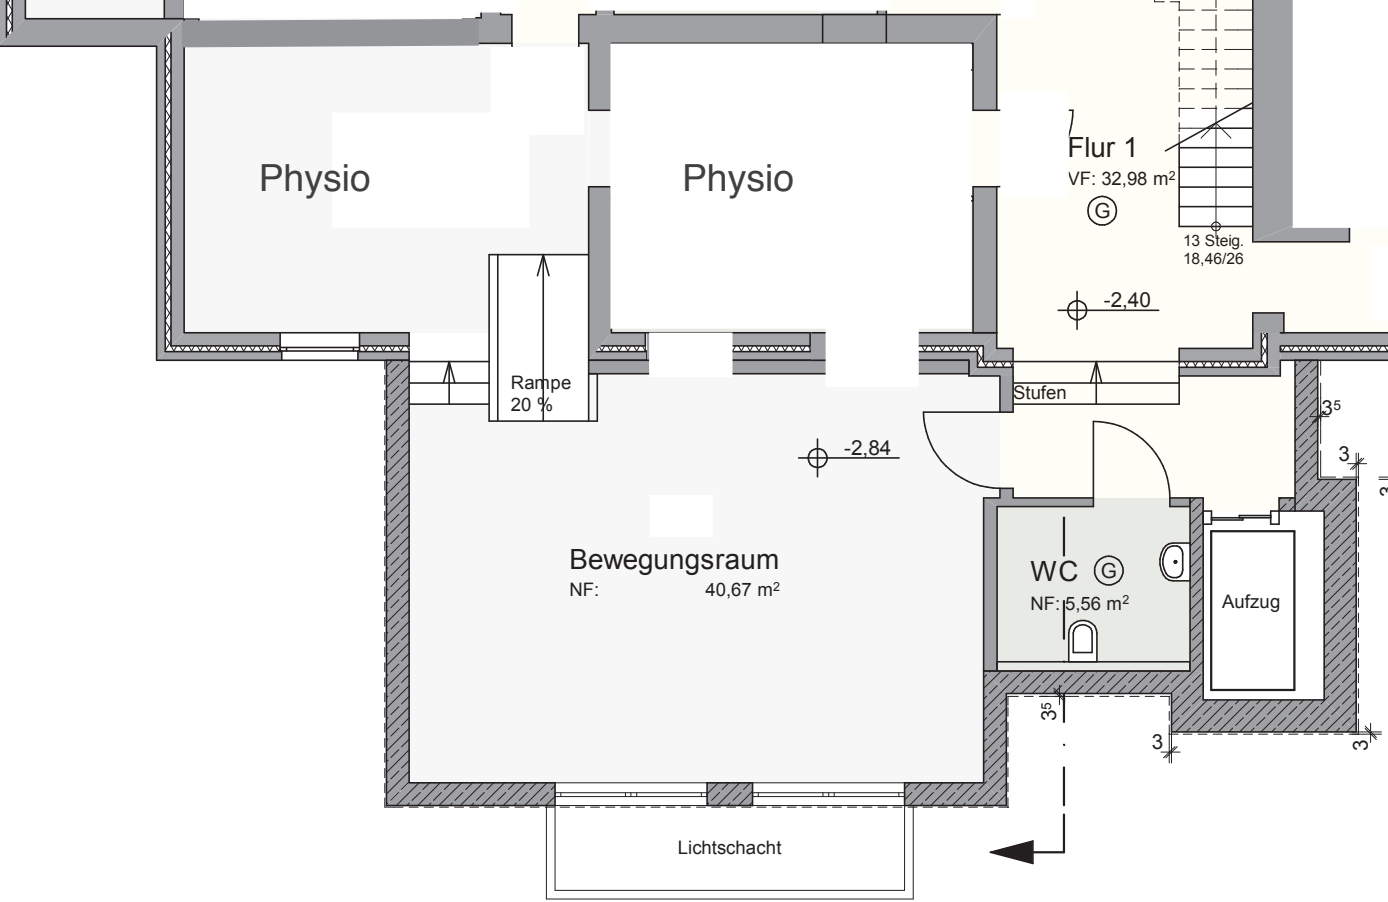 Physio
Physio
Flur 1
VF: 32,98 m²
G
13 Steig.
18,46/26
-2,40
Rampe
20 %
Stufen
3⁵
3
3
-2,84
Bewegungsraum
NF: 40,67 m²
WC G
NF: 5,56 m²
Aufzug
3⁵
3
3
Lichtschacht